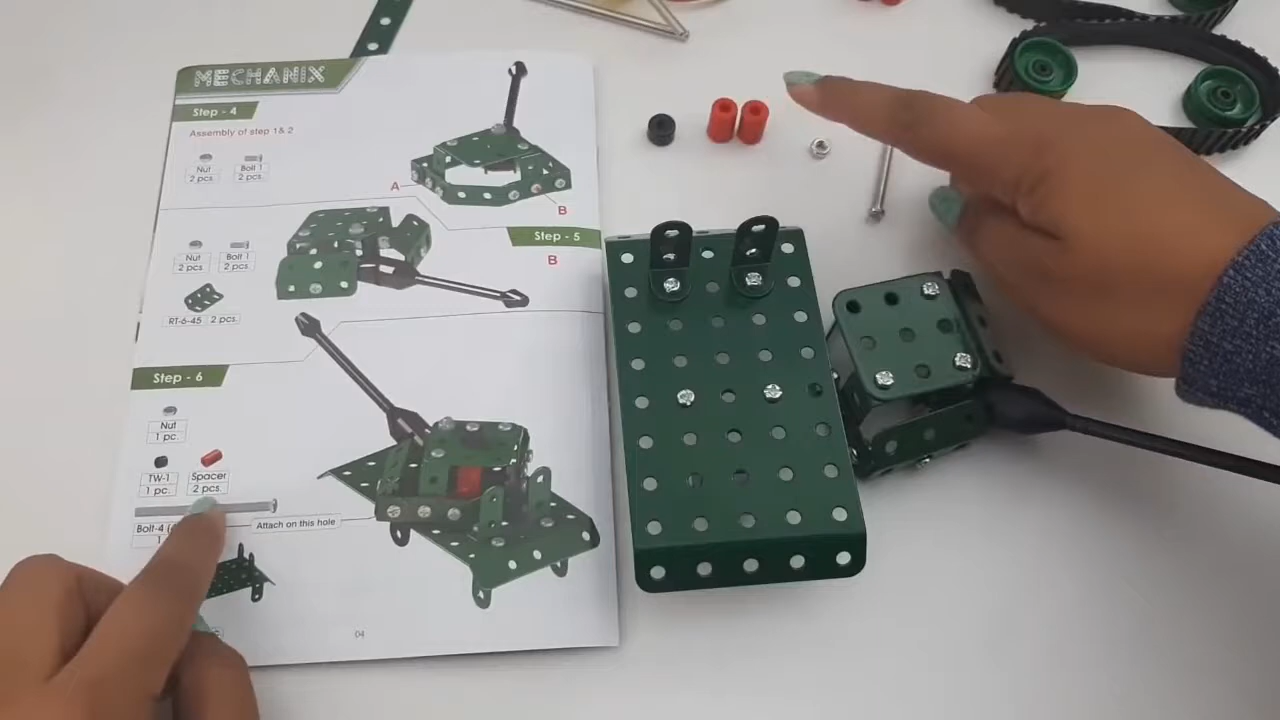 MECHANIX
Step - 4
Assembly of step 1& 2
Nut
2 pcs.
Bolt 1
2 pcs.
A
B
Step - 5
B
Nut
2 pcs.
Bolt 1
2 pcs.
RT-6-45 2 pcs.
Step - 6
Nut
1 pc.
TW-1
1 pc.
Spacer
2 pcs.
Bolt-4
Attach on this hole
04